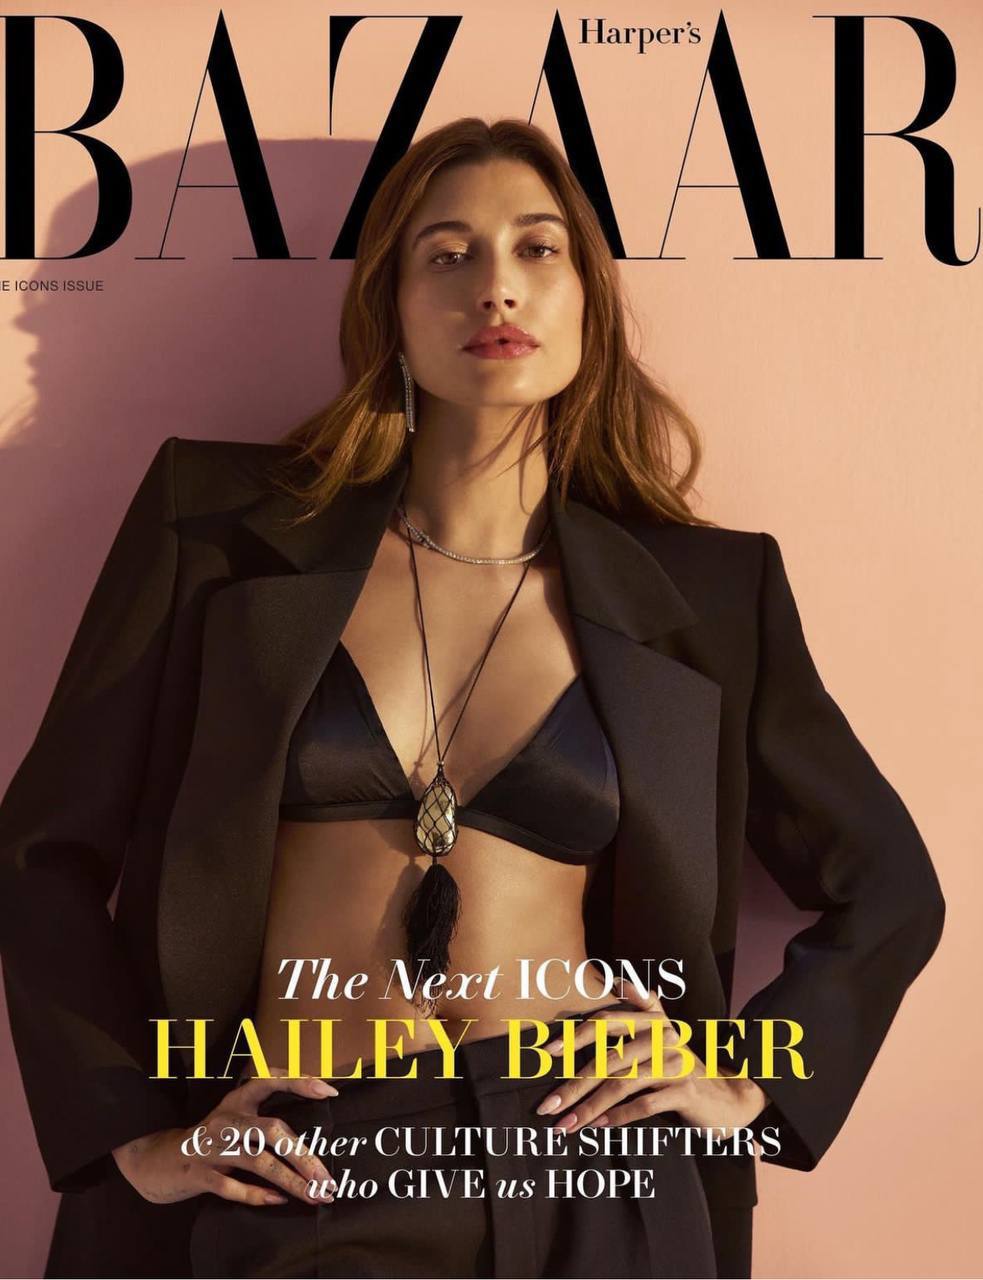 Harper's
BAZAAR
E ICONS ISSUE
The Next ICONS
HAILEY BIEBER
& 20 other CULTURE SHIFTERS
who GIVE us HOPE